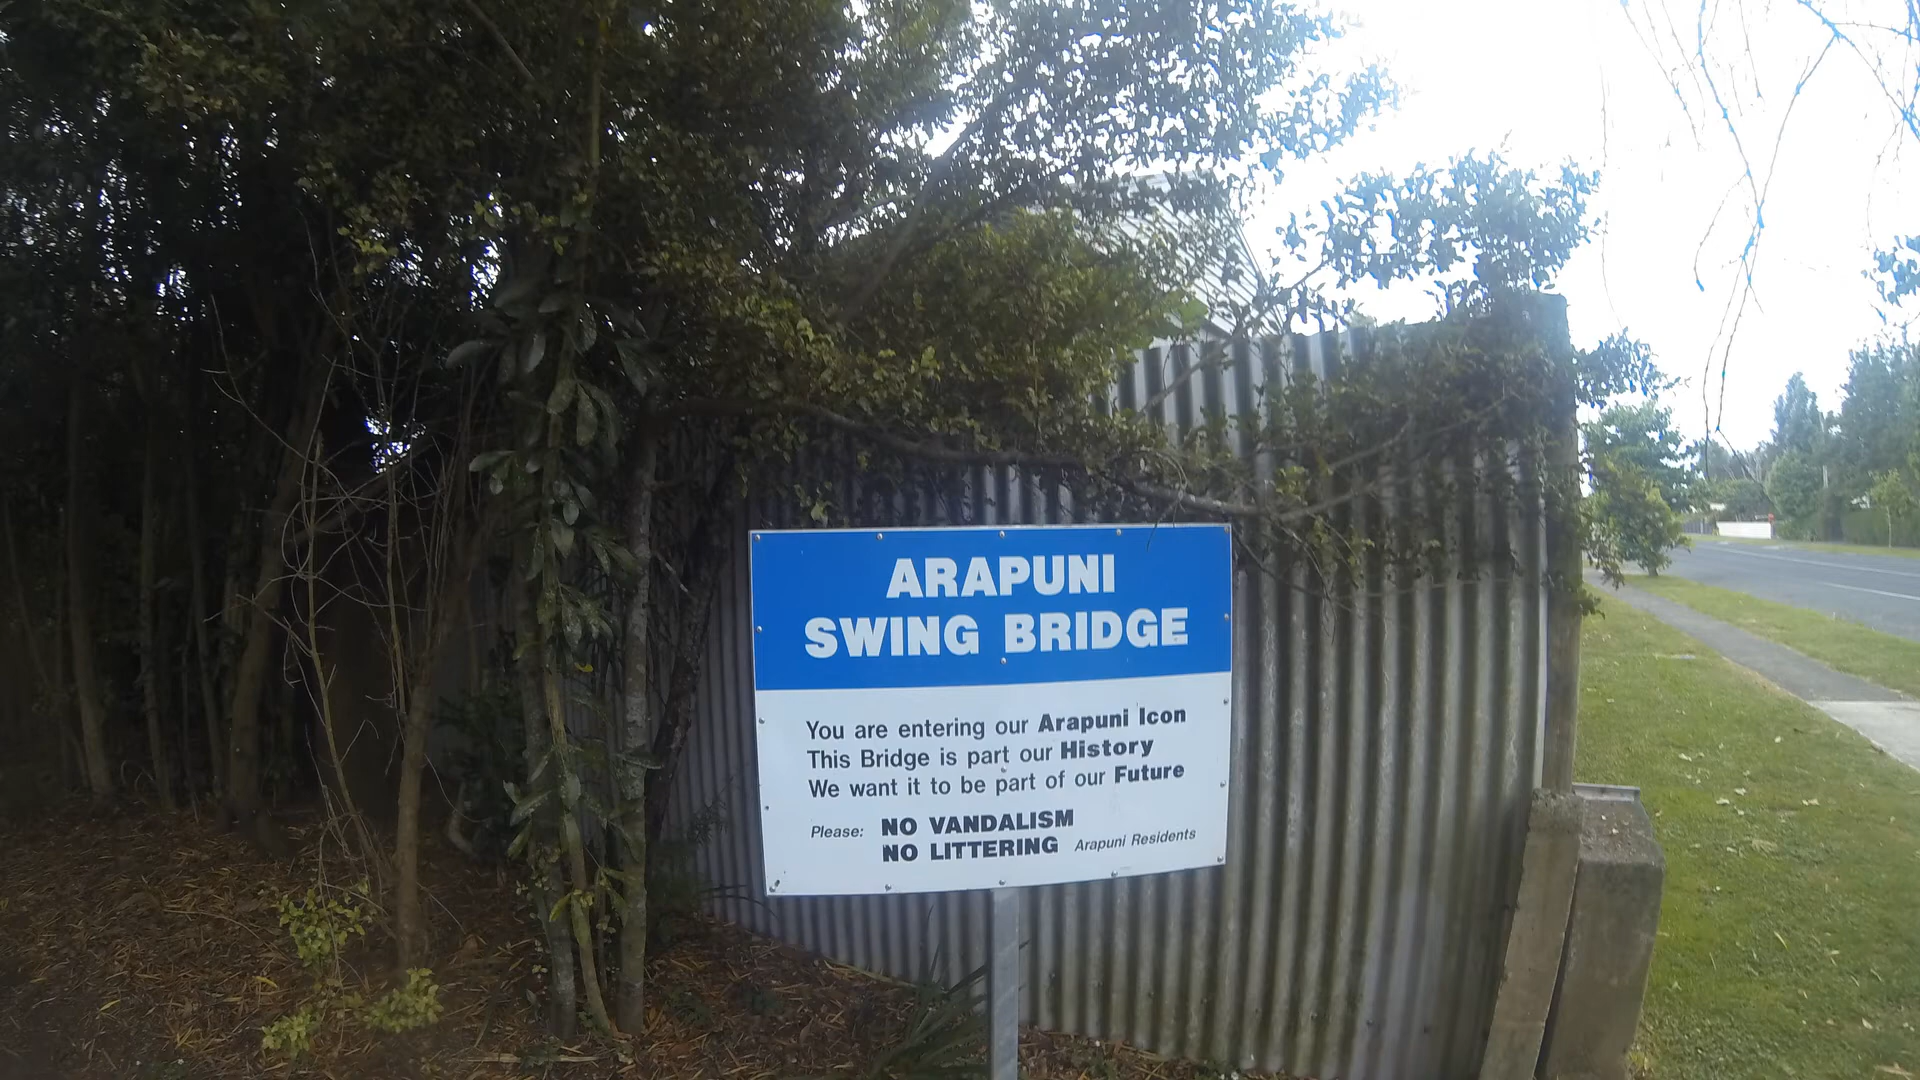 ARAPUNI
SWING BRIDGE
You are entering our Arapuni Icon
This Bridge is part our History
We want it to be part of our Future
Please: NO VANDALISM
NO LITTERING Arapuni Residents